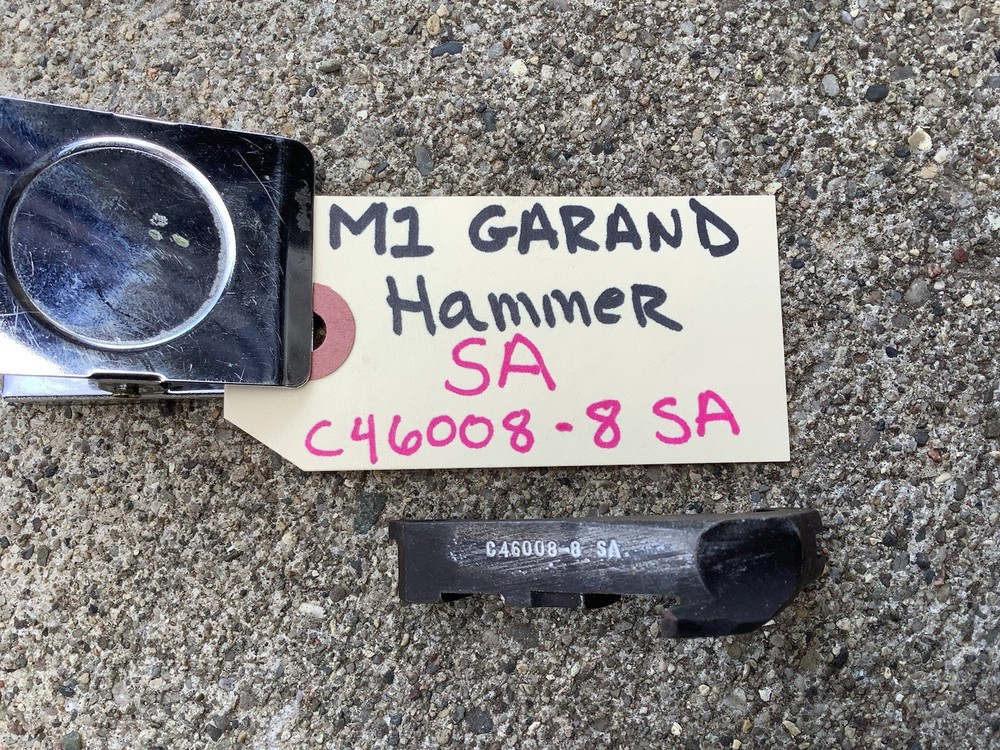 M1 GARAND
Hammer
SA
C46008-8 SA
C46008-8 SA.